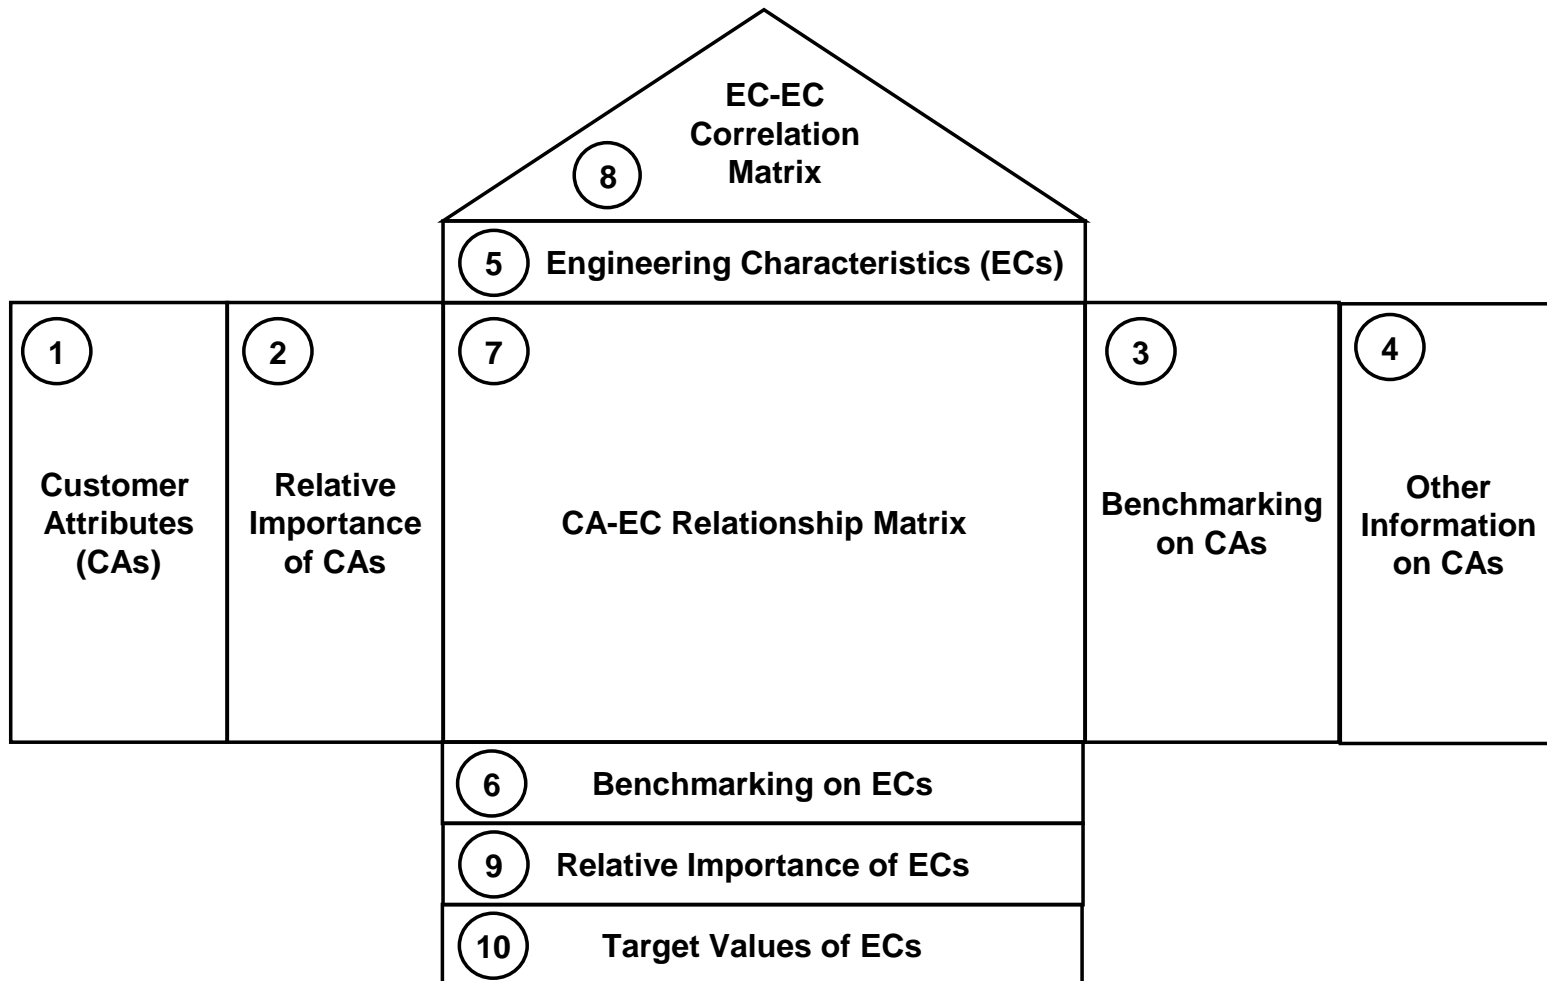 EC-EC
Correlation
Matrix
8
5 Engineering Characteristics (ECs)
1
Customer
Attributes
(CAs)
2
Relative
Importance
of CAs
7
CA-EC Relationship Matrix
3
Benchmarking
on CAs
4
Other
Information
on CAs
6 Benchmarking on ECs
9 Relative Importance of ECs
10 Target Values of ECs